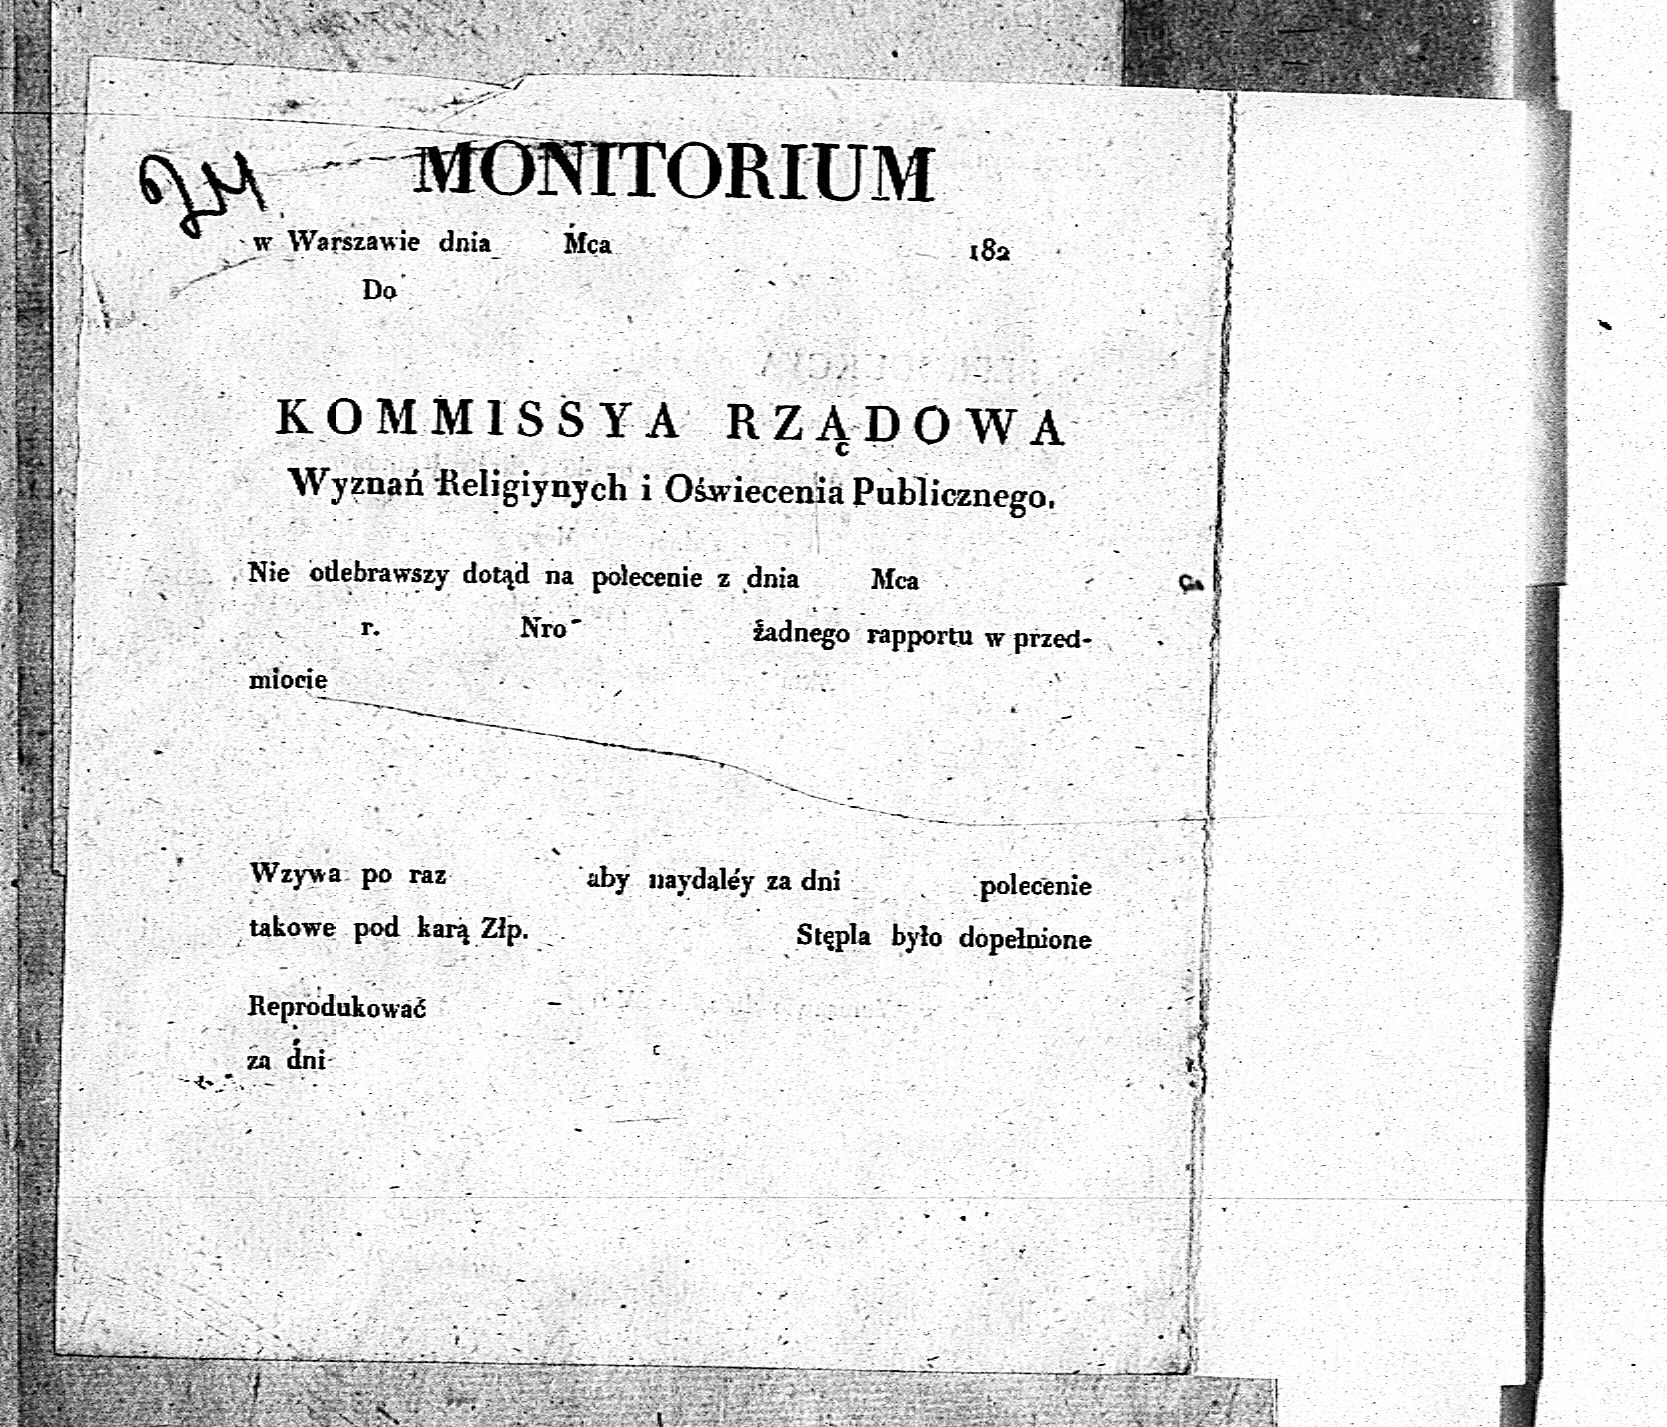 MONITORIUM
w Warszawie dnia Mca 182
Do
KOMMISSYA RZĄDOWA
Wyznań Religiynych i Oświecenia Publicznego.
Nie odebrawszy dotąd na polecenie z dnia Mca
r. Nro żadnego rapportu w przed-
miocie
Wzywa po raz aby naydaléy za dni polecenie
takowe pod karą Złp. Stępla było dopełnione
Reprodukować
za dni